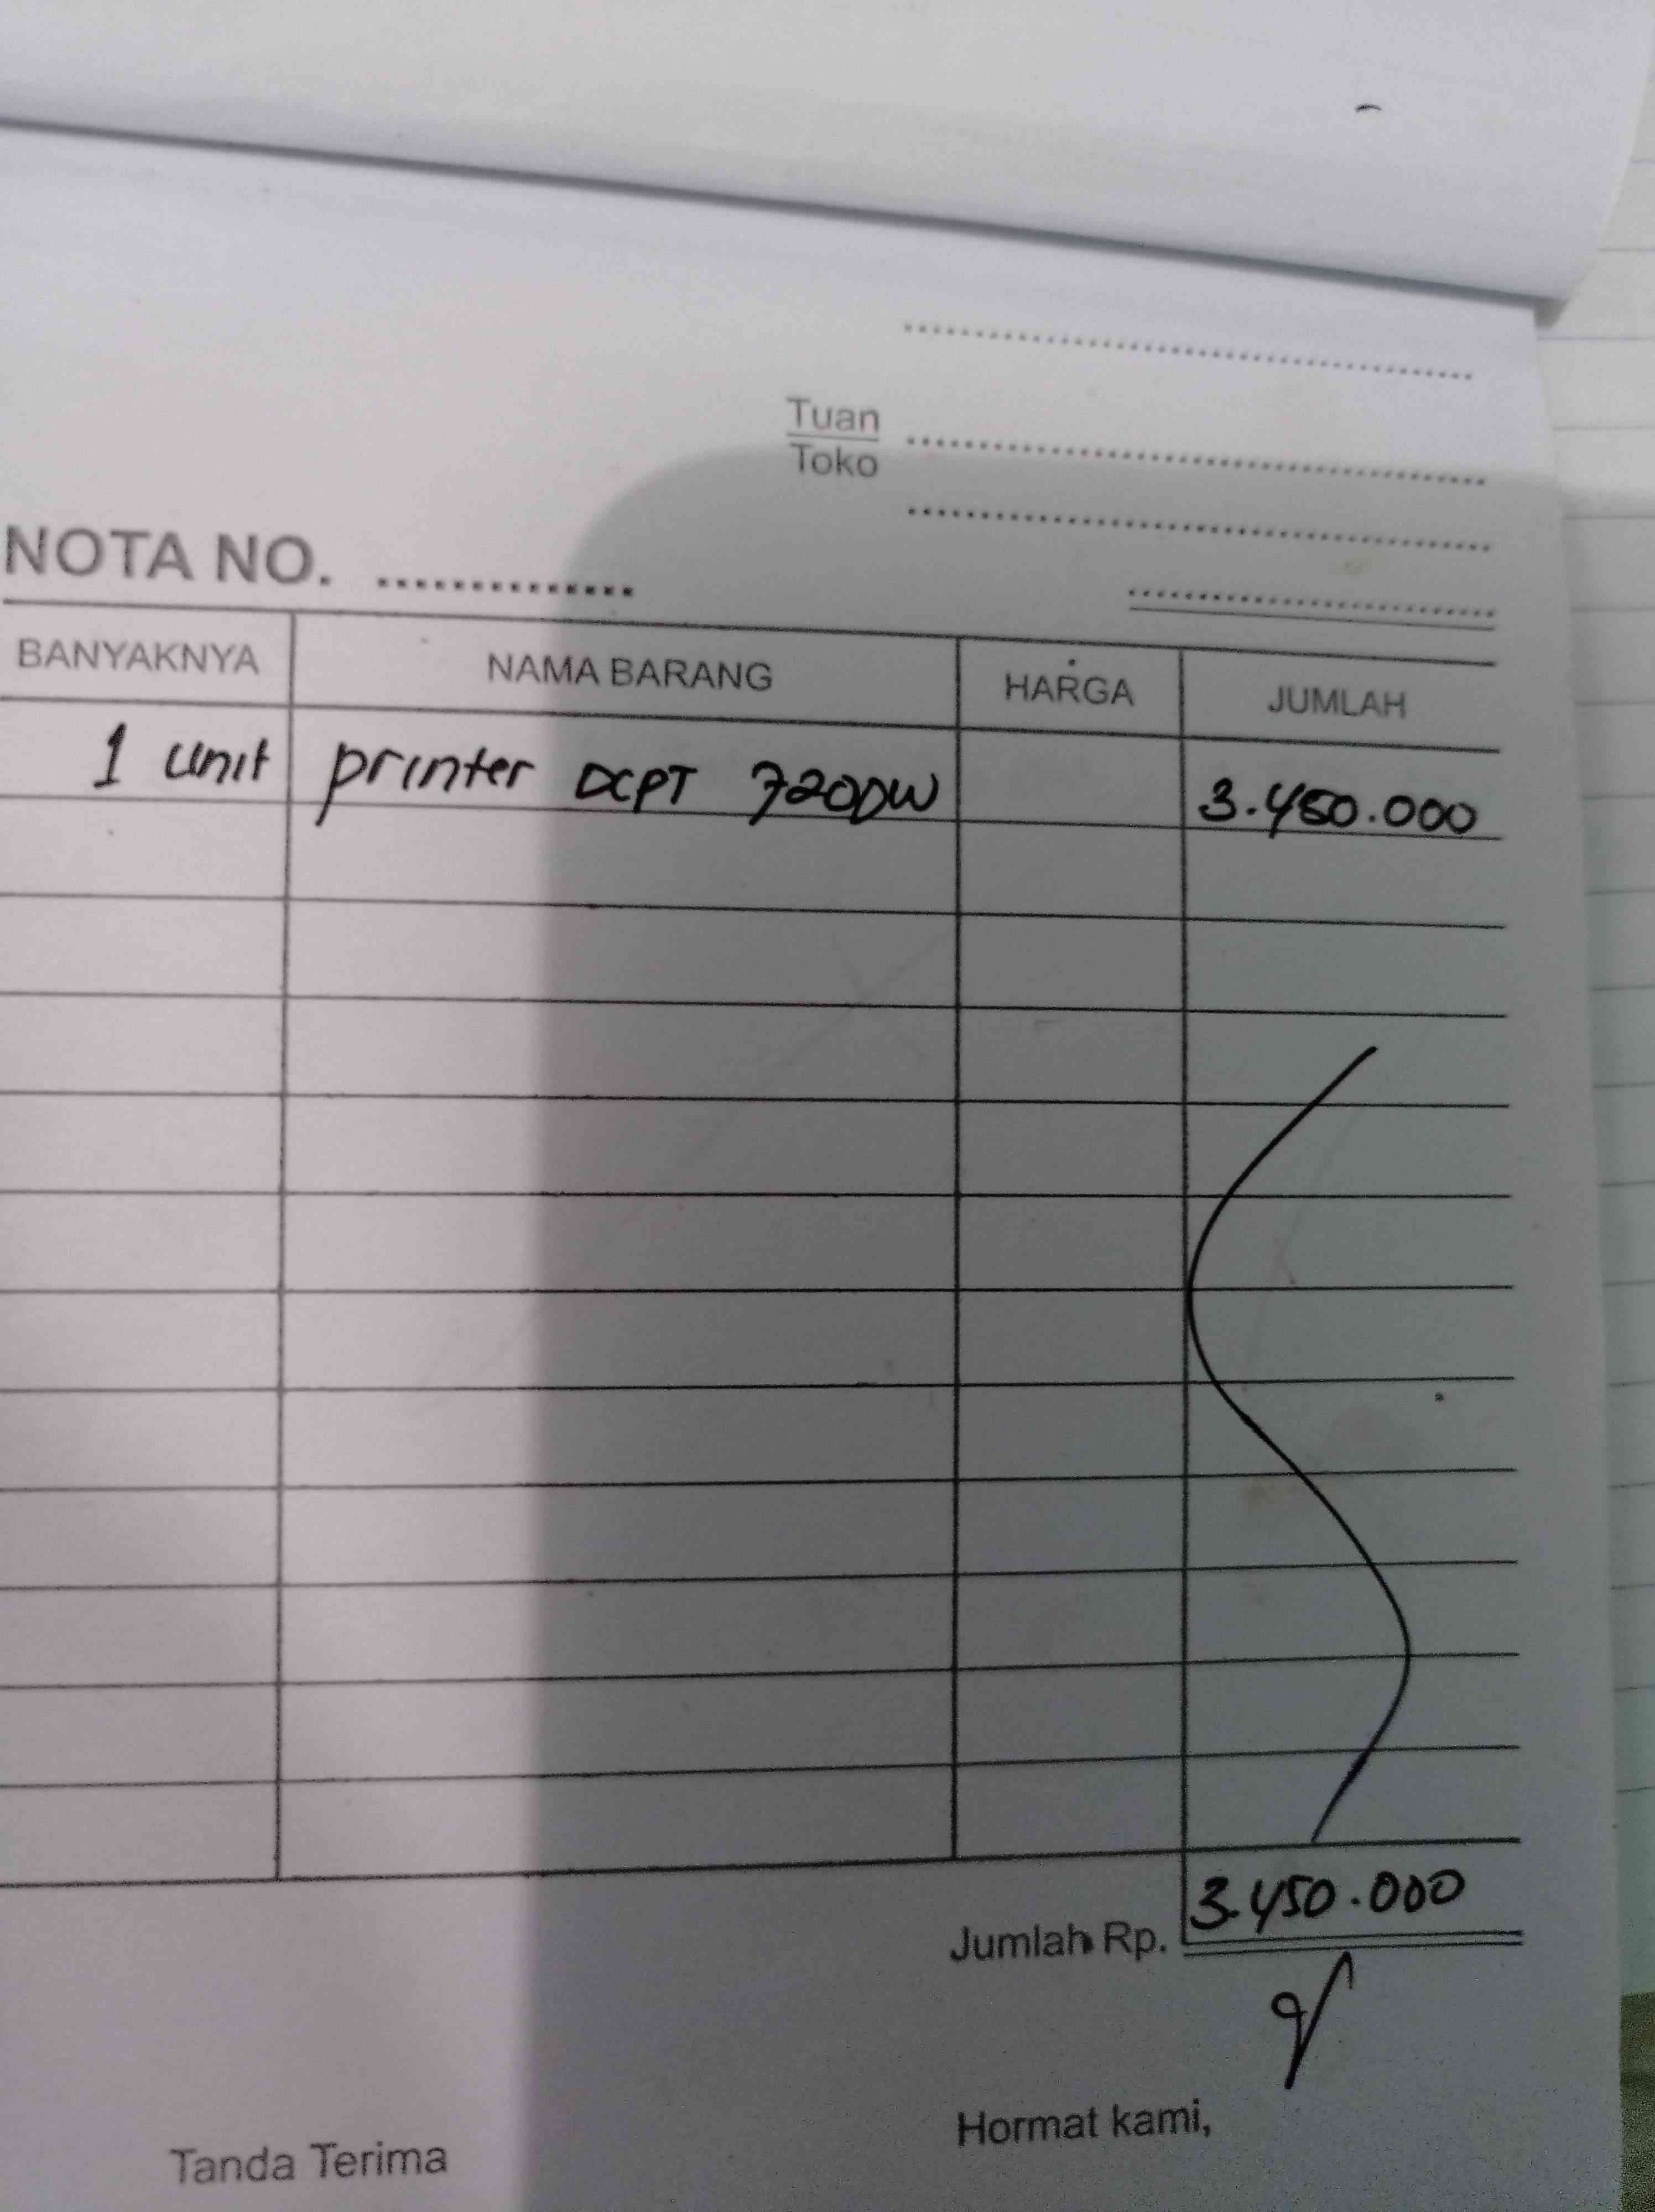 Tuan
Toko
NOTA NO. ..............
BANYAKNYA NAMA BARANG HARGA JUMLAH
1 unit printer DCPT 720DW 3.450.000
Jumlah Rp. 3.450.000
Hormat kami,
Tanda Terima